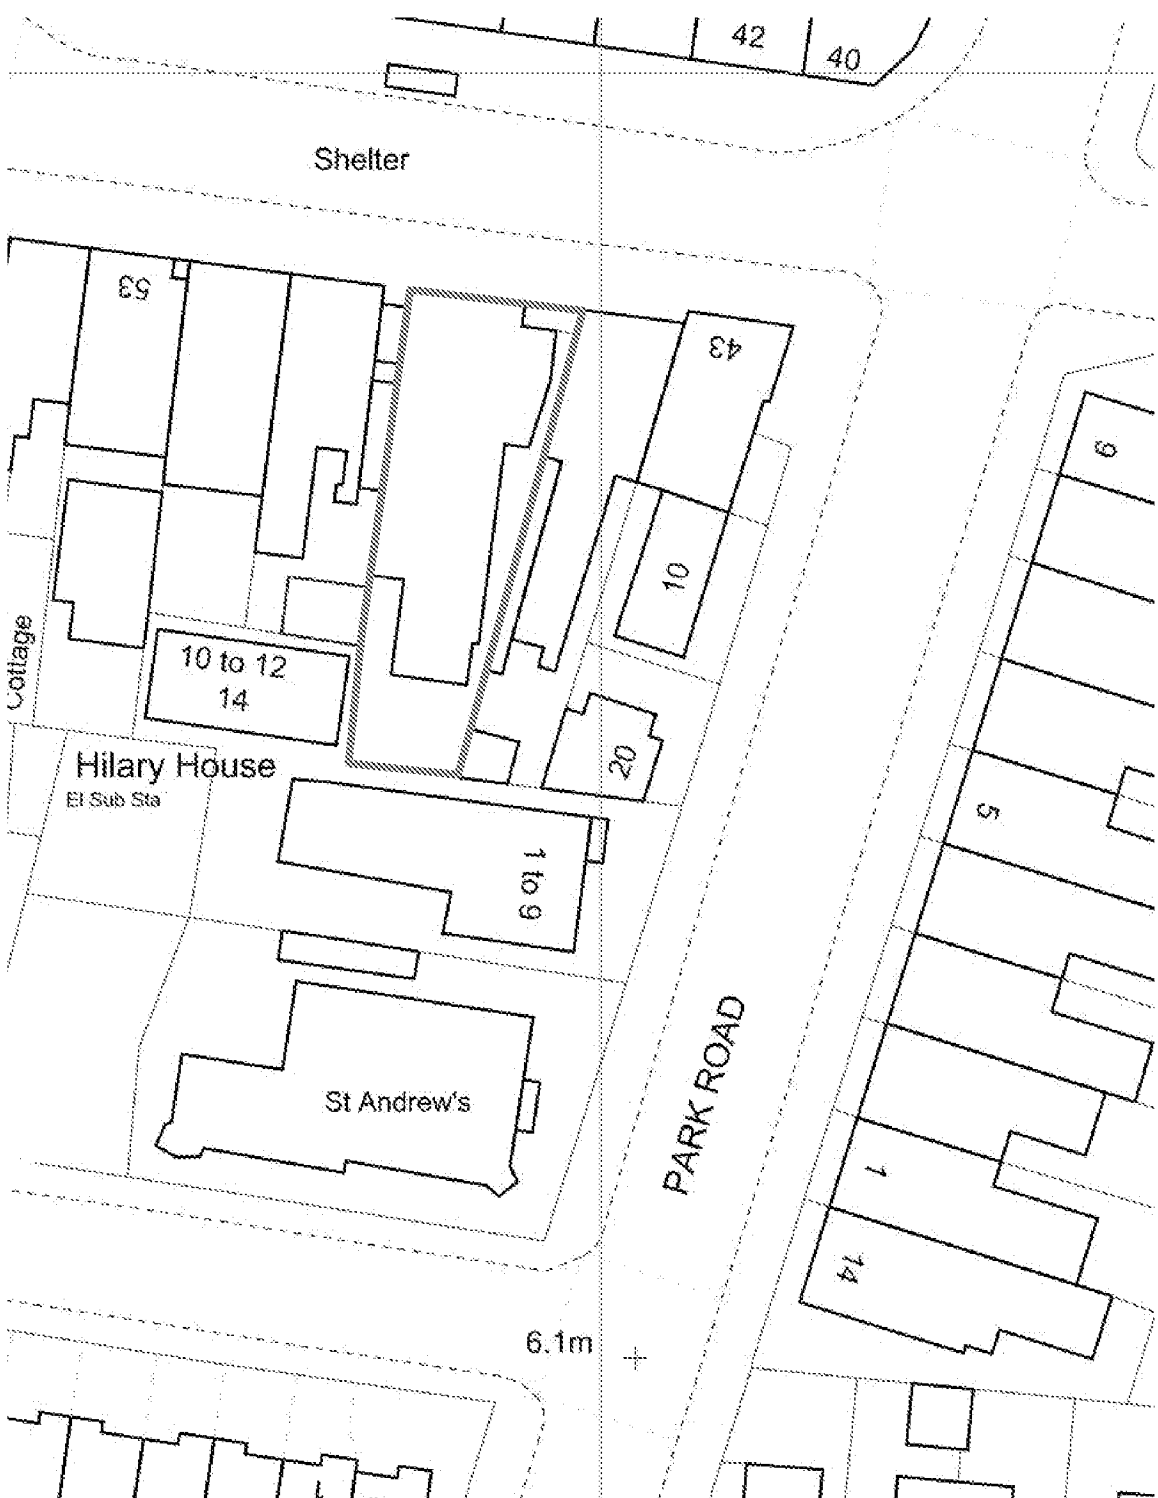 42
40
Shelter
53
43
9
10
Cottage
10 to 12
14
20
Hilary House
El Sub Sta
5
1 to 9
PARK ROAD
St Andrew's
1
14
6.1m